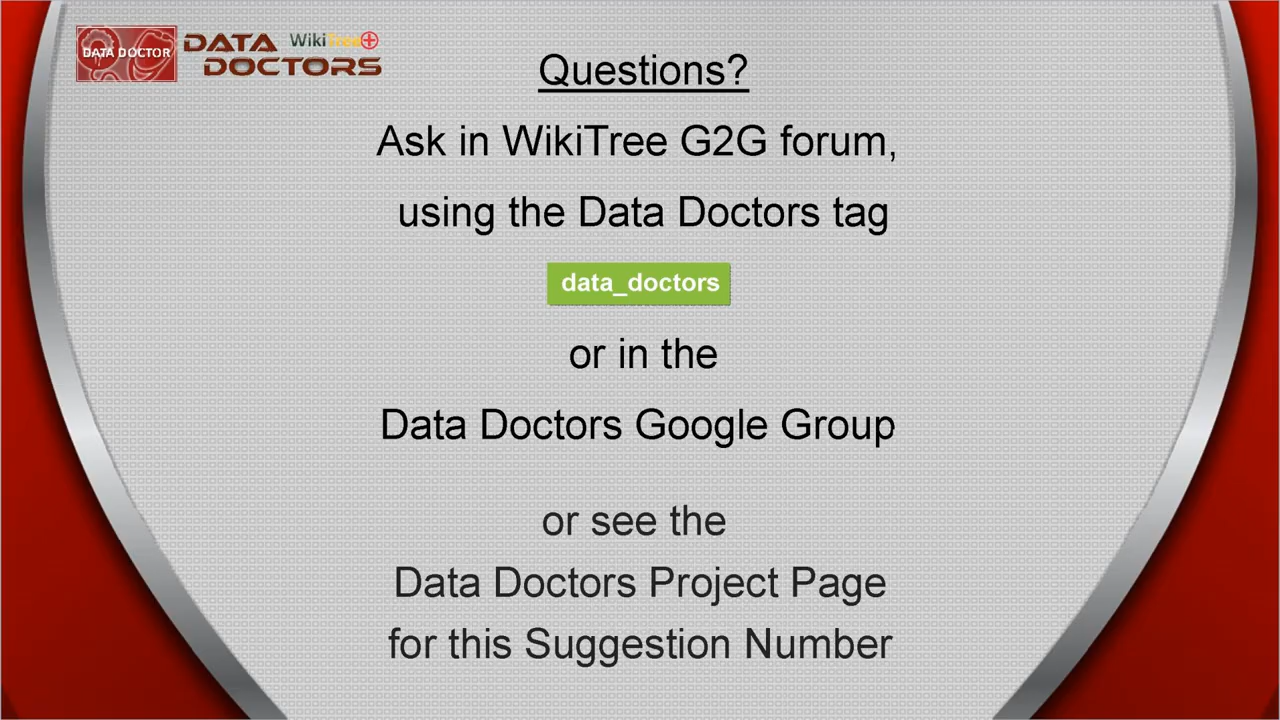 DATA DOCTOR
DATA WikiTree+
DOCTORS
Questions?
Ask in WikiTree G2G forum,
using the Data Doctors tag
data_doctors
or in the
Data Doctors Google Group
or see the
Data Doctors Project Page
for this Suggestion Number